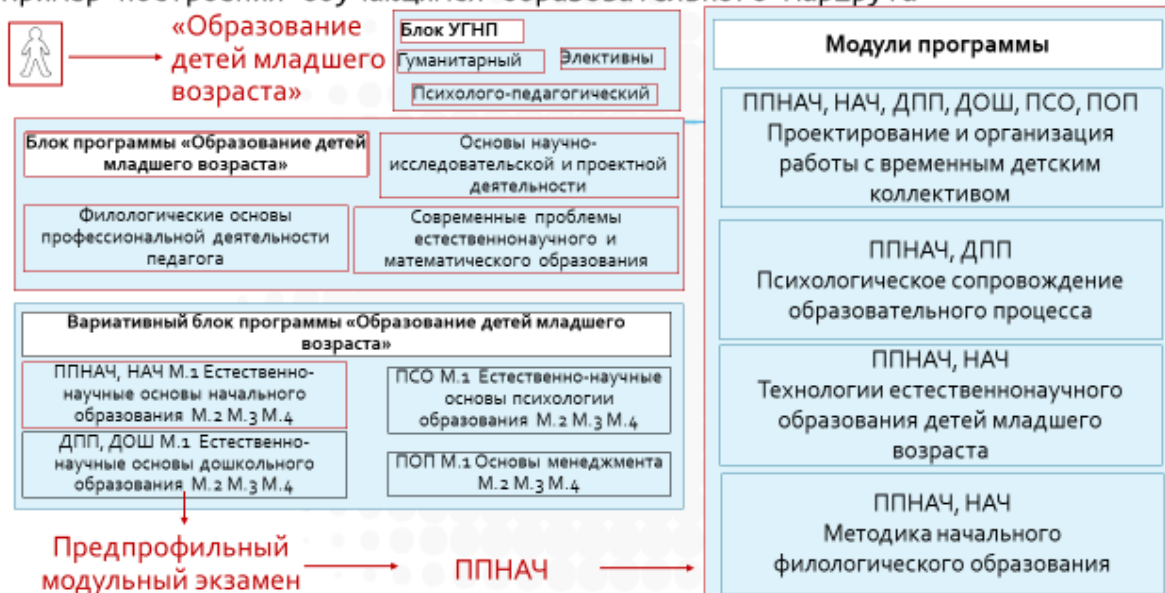 пример построения обучающимся образовательного маршрута
«Образование
детей младшего
возраста»
Блок УГНП
Гуманитарный
Элективны
Психолого-педагогический
Блок программы «Образование детей
младшего возраста»
Основы научно-
исследовательской и проектной
деятельности
Филологические основы
профессиональной деятельности
педагога
Современные проблемы
естественнонаучного и
математического образования
Вариативный блок программы «Образование детей младшего
возраста»
ППНАЧ, НАЧ М.1 Естественно-
научные основы начального
образования М.2 М.3 М.4
ПСО М.1 Естественно-научные
основы психологии
образования М.2 М.3 М.4
ДПП, ДОШ М.1 Естественно-
научные основы дошкольного
образования М.2 М.3 М.4
ПОП М.1 Основы менеджмента
М.2 М.3 М.4
Предпрофильный
модульный экзамен
ППНАЧ
Модули программы
ППНАЧ, НАЧ, ДПП, ДОШ, ПСО, ПОП
Проектирование и организация
работы с временным детским
коллективом
ППНАЧ, ДПП
Психологическое сопровождение
образовательного процесса
ППНАЧ, НАЧ
Технологии естественнонаучного
образования детей младшего
возраста
ППНАЧ, НАЧ
Методика начального
филологического образования